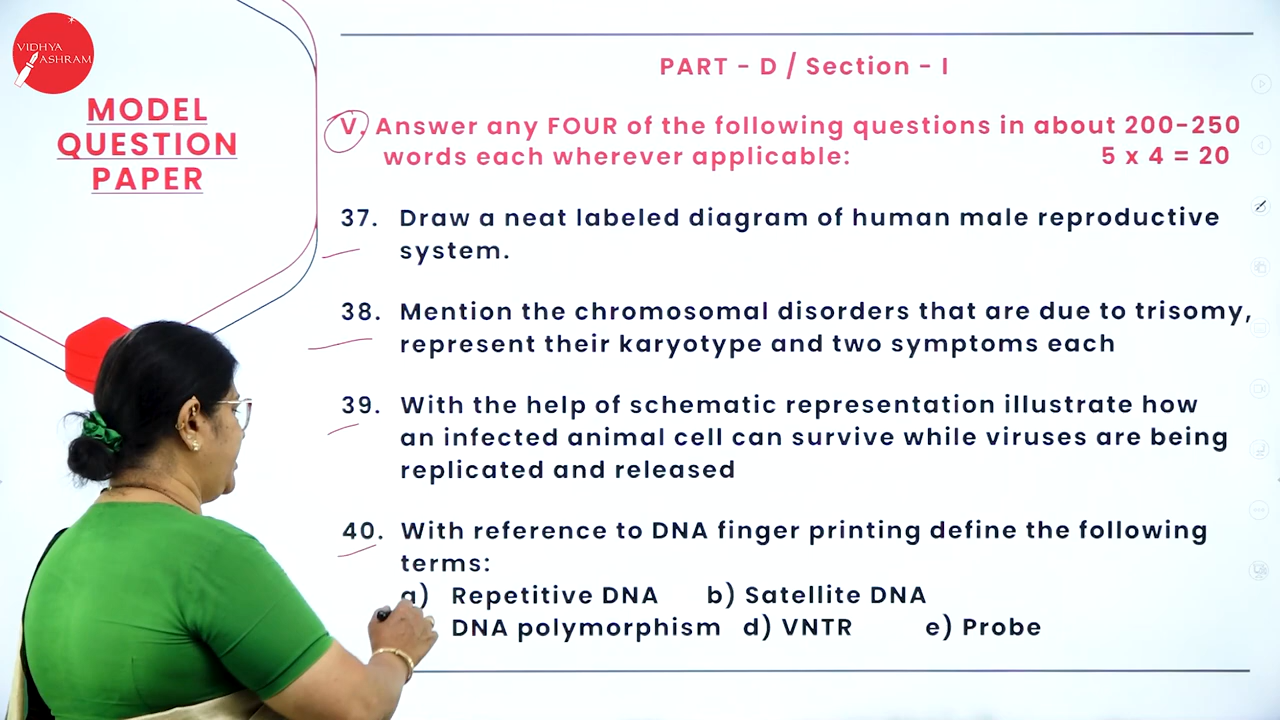 VIDHYA
ASHRAM
MODEL
QUESTION
PAPER
PART - D / Section - I
V. Answer any FOUR of the following questions in about 200-250
words each wherever applicable: 5 x 4 = 20
37. Draw a neat labeled diagram of human male reproductive
system.
38. Mention the chromosomal disorders that are due to trisomy,
represent their karyotype and two symptoms each
39. With the help of schematic representation illustrate how
an infected animal cell can survive while viruses are being
replicated and released
40. With reference to DNA finger printing define the following
terms:
a) Repetitive DNA b) Satellite DNA
DNA polymorphism d) VNTR e) Probe